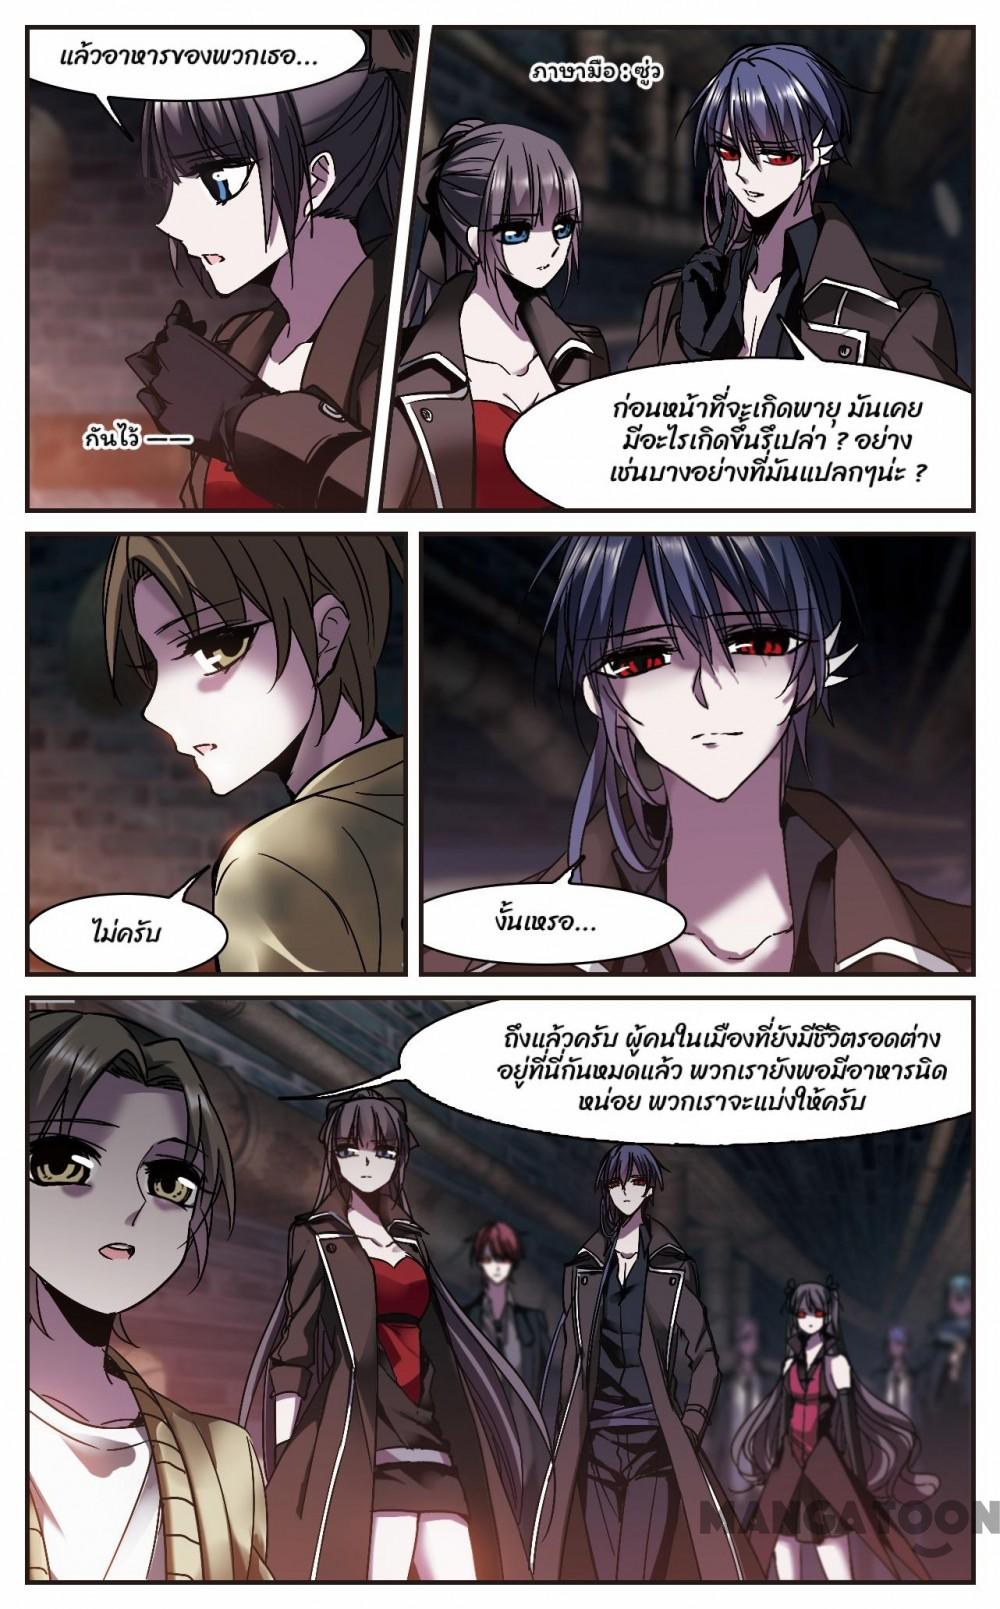 แล้วอาหารของพวกเธอ...
กันไว้ ——
ภาษามือ : ซู่ว
ก่อนหน้าที่จะเกิดพายุ มันเคย
มีอะไรเกิดขึ้นรึเปล่า ? อย่าง
เช่นบางอย่างที่มันแปลกๆน่ะ ?
ไม่ครับ
งั้นเหรอ...
ถึงแล้วครับ ผู้คนในเมืองที่ยังมีชีวิตรอดต่าง
อยู่ที่นี่กันหมดแล้ว พวกเรายังพอมีอาหารนิด
หน่อย พวกเราจะแบ่งให้ครับ
MANGATOON